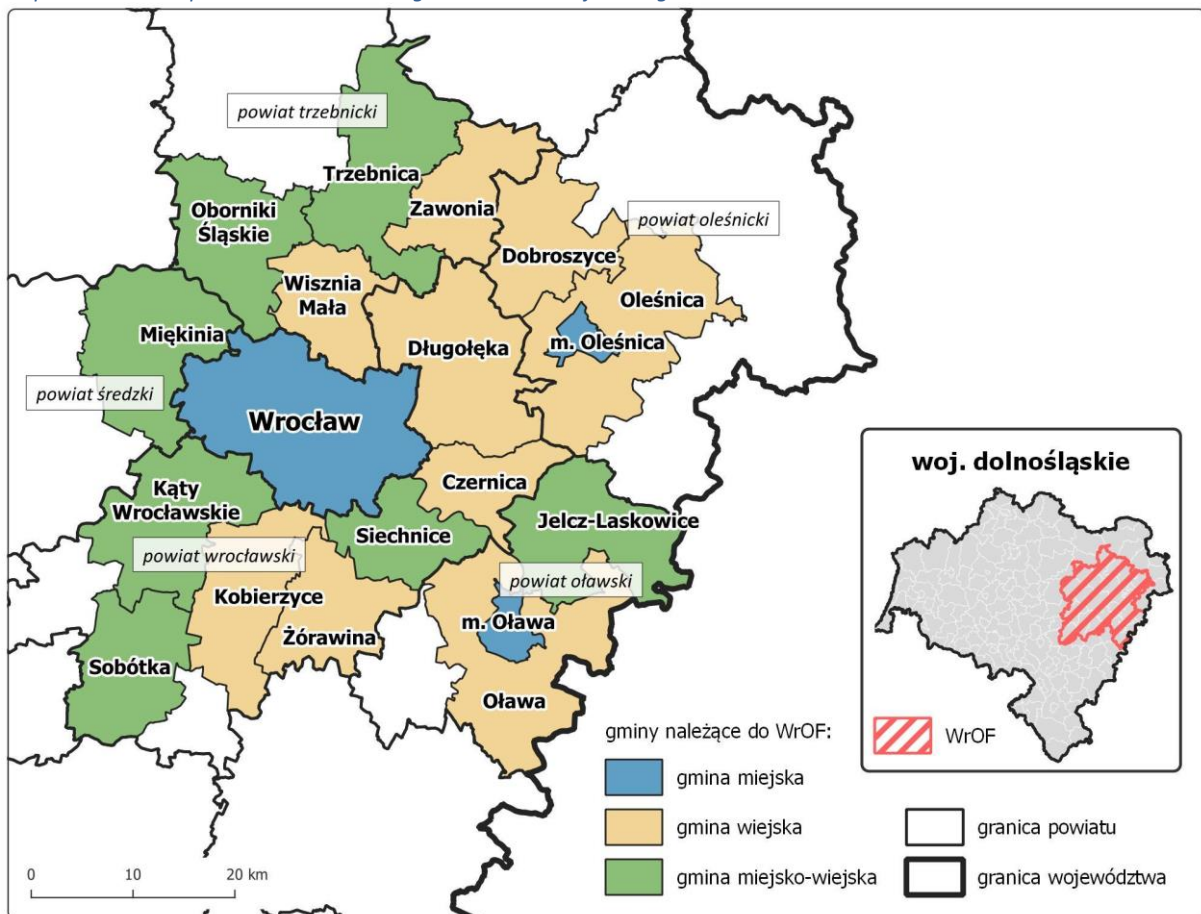 powiat trzebnicki
Trzebnica
Oborniki
Śląskie
Zawonia
powiat oleśnicki
Dobroszyce
Wisznia
Mała
Oleśnica
Miękinia
Długołęka
m. Oleśnica
powiat średzki
Wrocław
Kąty
Wrocławskie
Czernica
Siechnice
Jelcz-Laskowice
powiat wrocławski
powiat oławski
Kobierzyce
m. Oława
Żórawina
Sobótka
Oława
woj. dolnośląskie
WrOF
gminy należące do WrOF:
gmina miejska
gmina wiejska
gmina miejsko-wiejska
granica powiatu
granica województwa
0 10 20 km